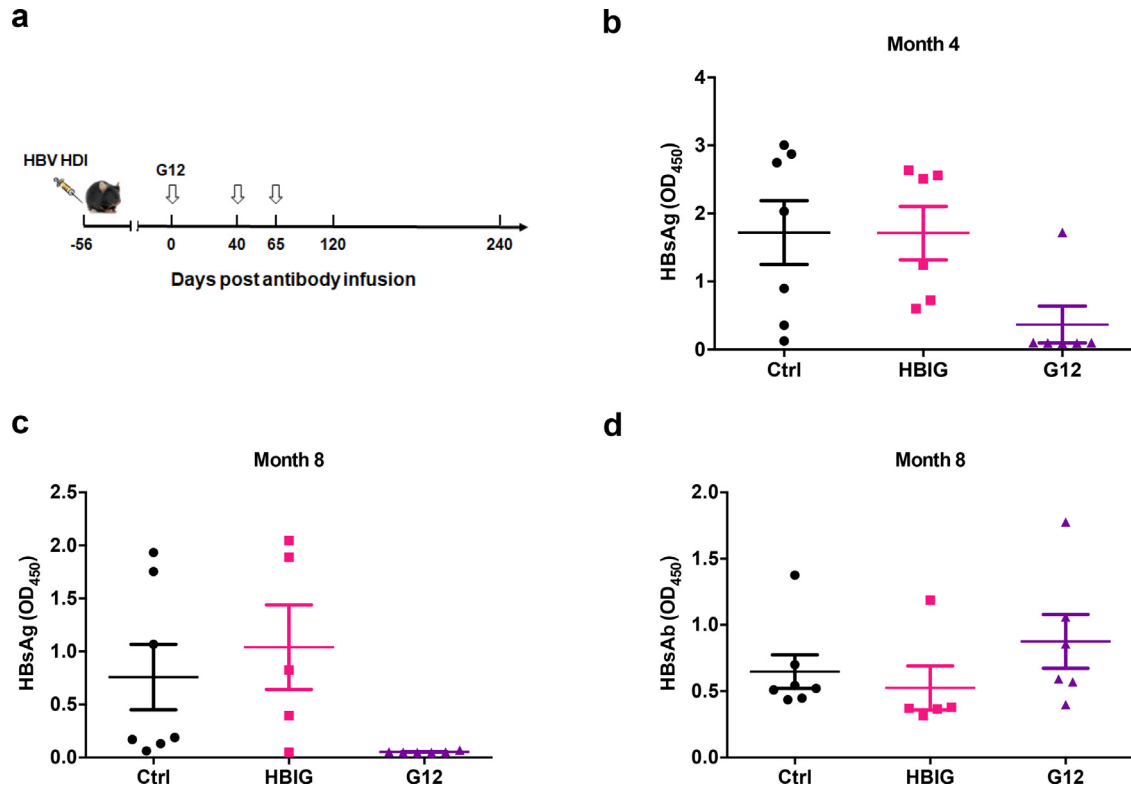 a
HBV HDI
G12
-56 0 40 65 120 240
Days post antibody infusion
b
Month 4
HBsAg (OD450)
4
3
2
1
0
Ctrl HBIG G12
c
Month 8
HBsAg (OD450)
2.5
2.0
1.5
1.0
0.5
0.0
Ctrl HBIG G12
d
Month 8
HBsAb (OD450)
2.0
1.5
1.0
0.5
0.0
Ctrl HBIG G12